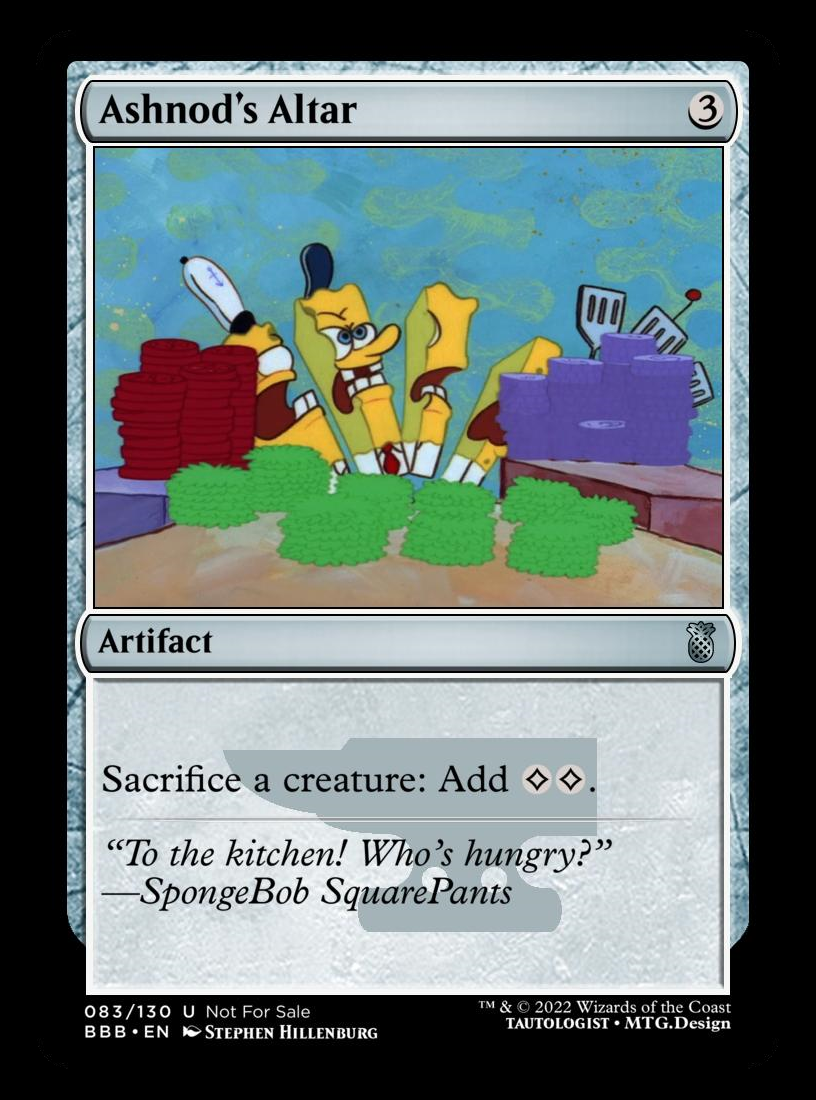 Ashnod's Altar 3
Artifact
Sacrifice a creature: Add .
“To the kitchen! Who's hungry?”
—SpongeBob SquarePants
083/130 U Not For Sale
BBB • EN STEPHEN HILLENBURG
™ & © 2022 Wizards of the Coast
TAUTOLOGIST • MTG.Design